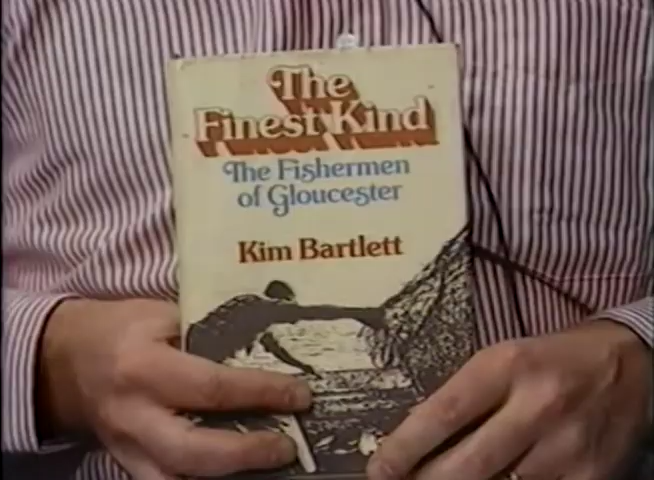 The
Finest Kind
The Fishermen
of Gloucester
Kim Bartlett